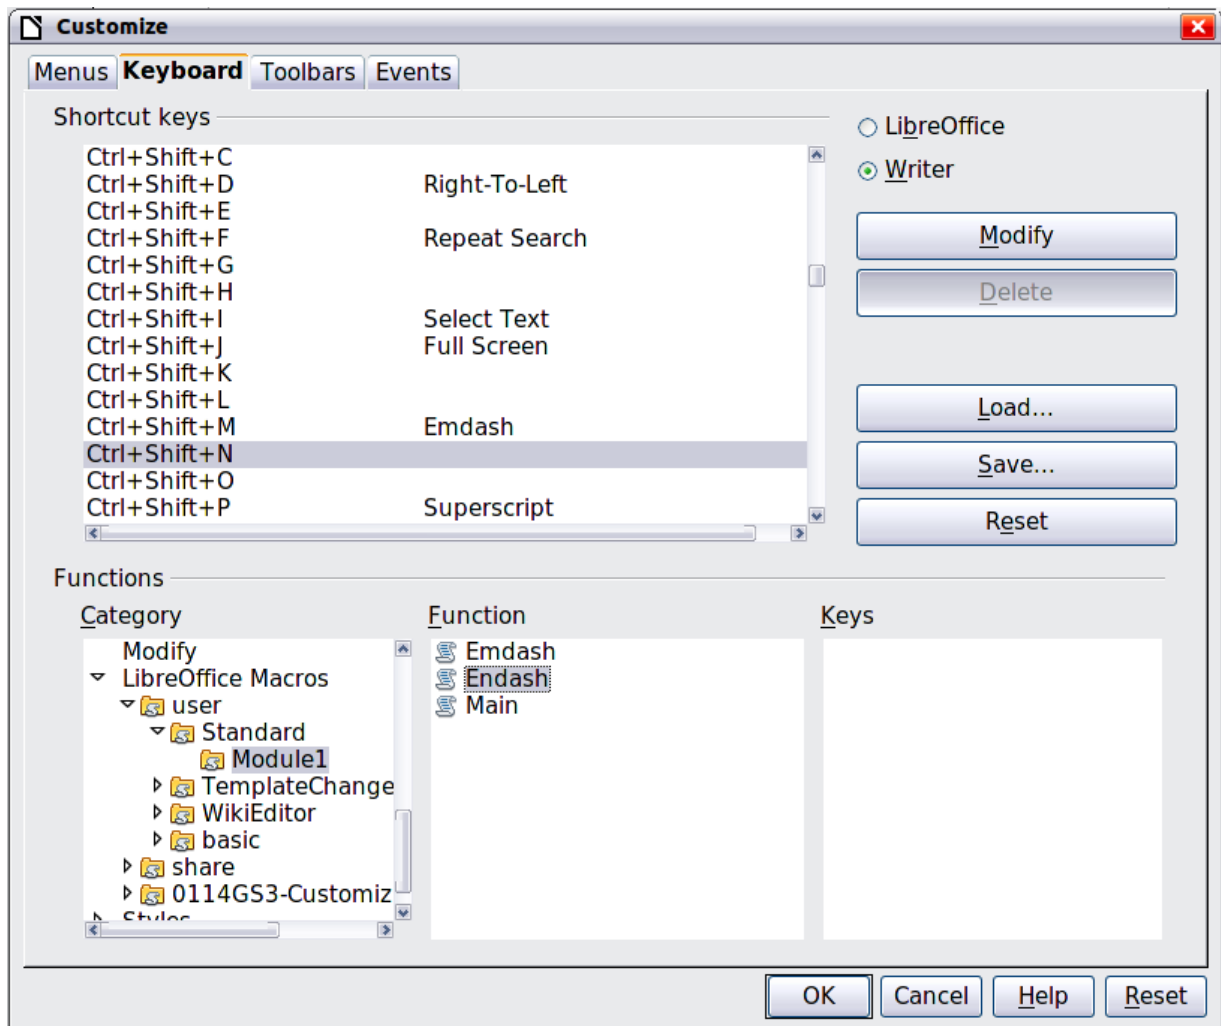 Customize
Menus Keyboard Toolbars Events
Shortcut keys
Ctrl+Shift+C
Ctrl+Shift+D Right-To-Left
Ctrl+Shift+E
Ctrl+Shift+F Repeat Search
Ctrl+Shift+G
Ctrl+Shift+H
Ctrl+Shift+I Select Text
Ctrl+Shift+J Full Screen
Ctrl+Shift+K
Ctrl+Shift+L
Ctrl+Shift+M Emdash
Ctrl+Shift+N
Ctrl+Shift+O
Ctrl+Shift+P Superscript
LibreOffice
Writer
Modify
Delete
Load...
Save...
Reset
Functions
Category
Modify
LibreOffice Macros
user
Standard
Module1
TemplateChange
WikiEditor
basic
share
0114GS3-Customiz
Styles
Function
Emdash
Endash
Main
Keys
OK Cancel Help Reset